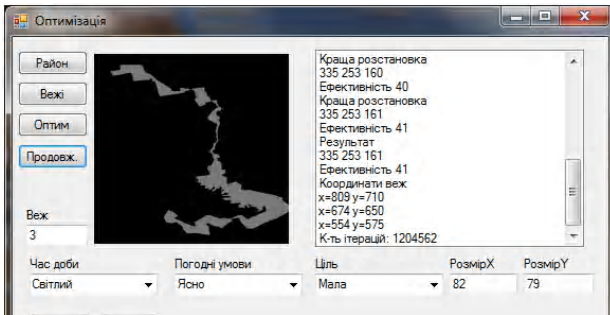 Оптимізація
Район
Вежі
Оптим
Продовж.
Краща розстановка
335 253 160
Ефективність 40
Краща розстановка
335 253 161
Ефективність 41
Результат
335 253 161
Ефективність 41
Координати веж
x=809 y=710
x=674 y=650
x=554 y=575
К-ть ітерацій: 1204562
Веж
3
Час доби Погодні умови Ціль РозмірX РозмірY
Світлий Ясно Мала 82 79